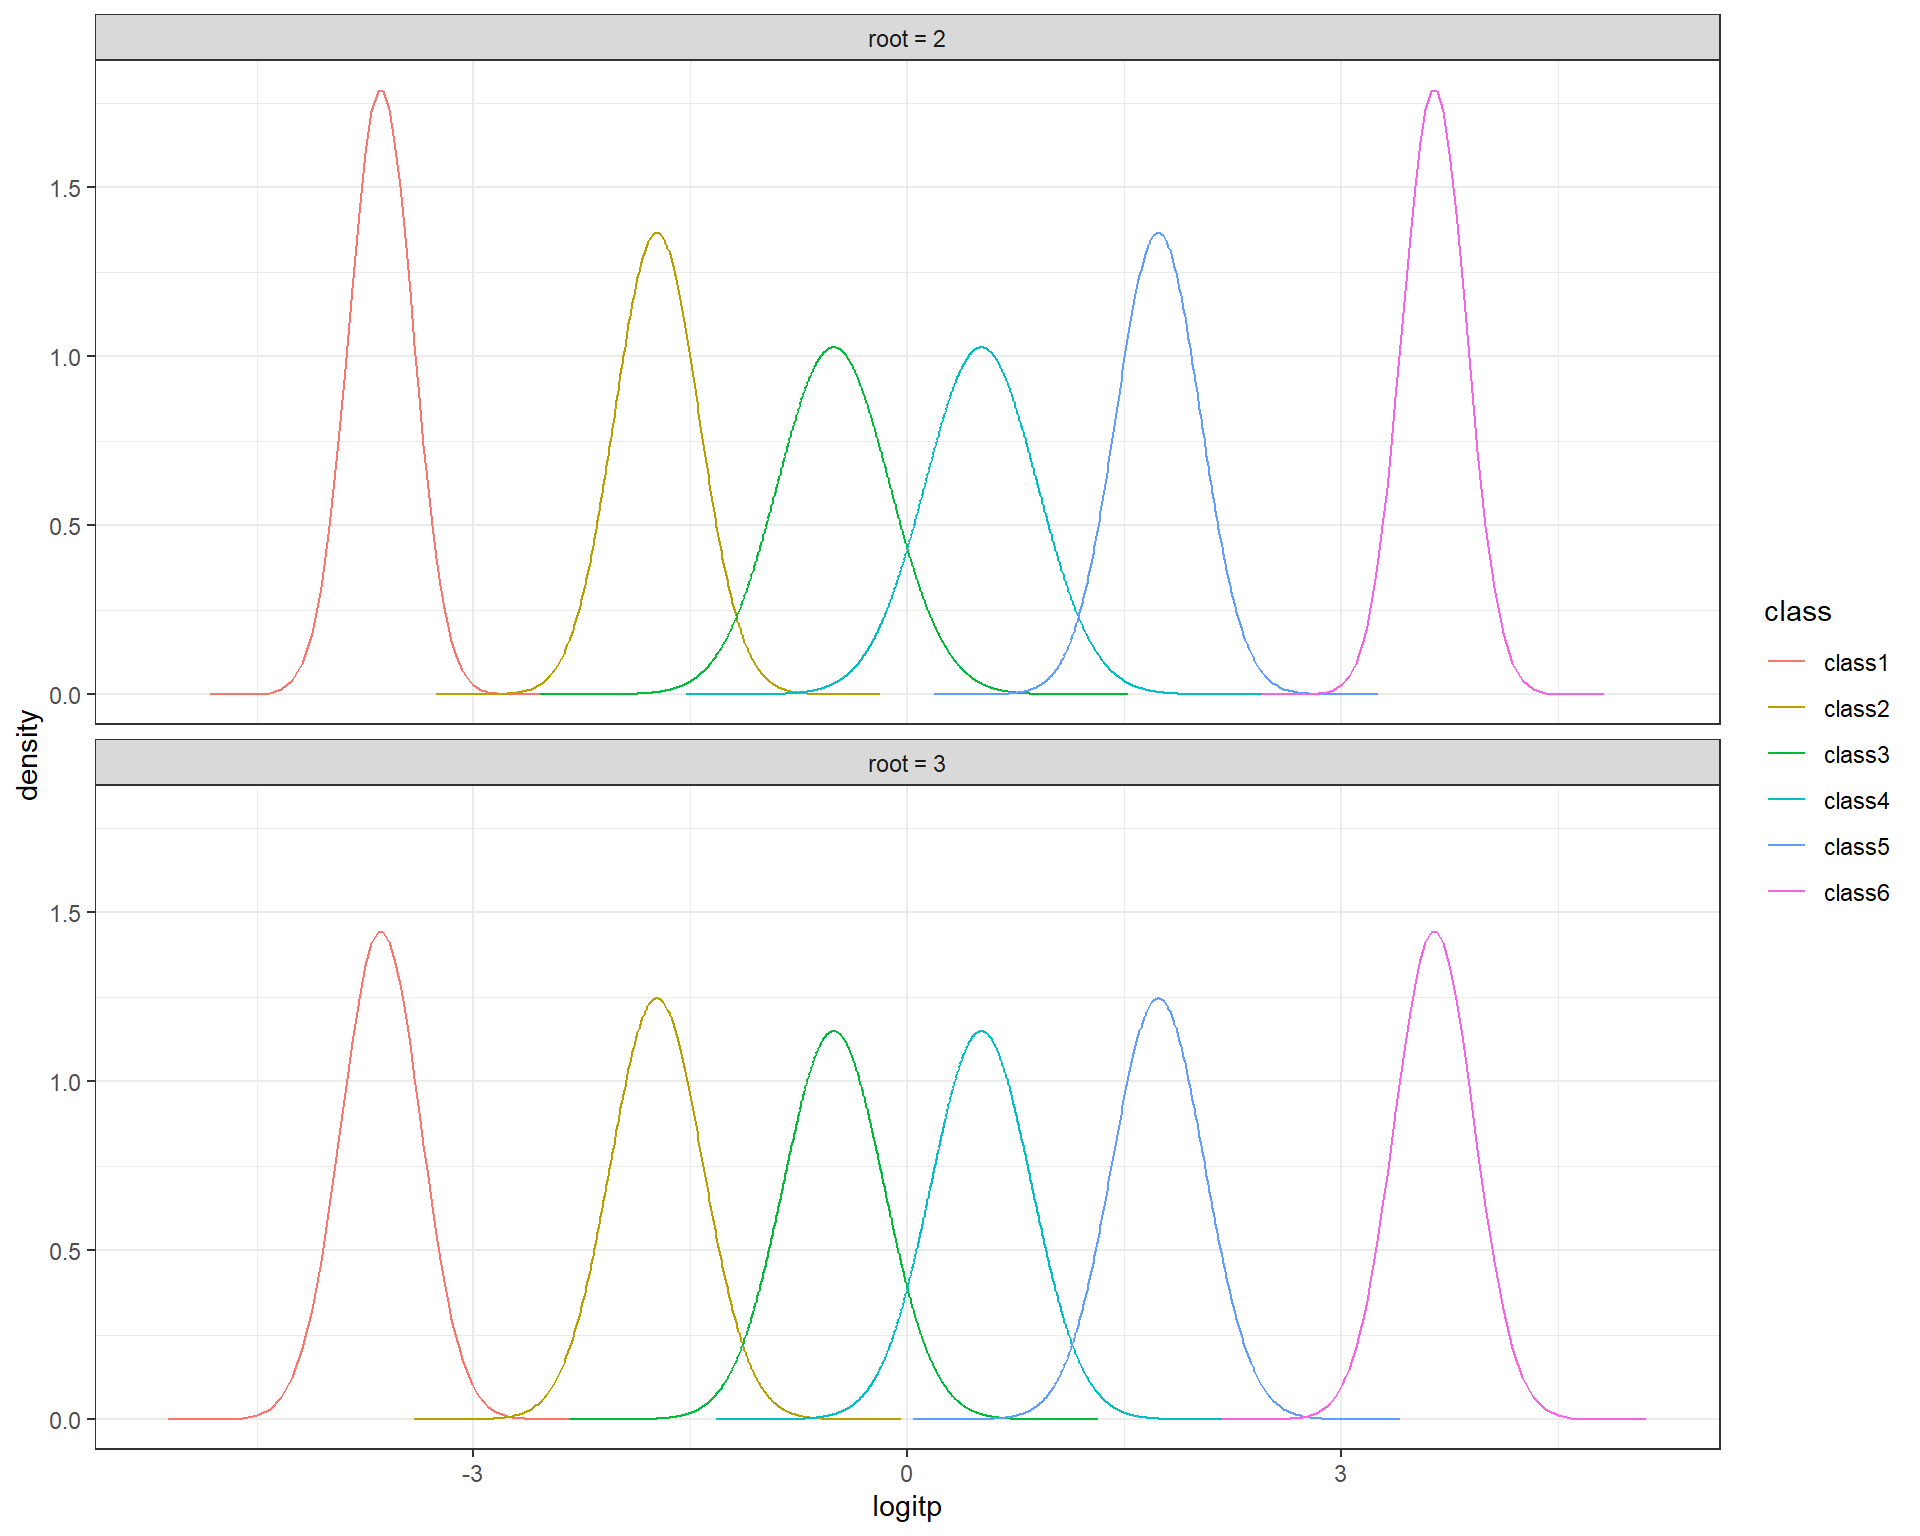 root = 2
1.5
1.0
0.5
0.0
root = 3
1.5
1.0
0.5
0.0
-3
0
3
logitp
density
class
class1
class2
class3
class4
class5
class6